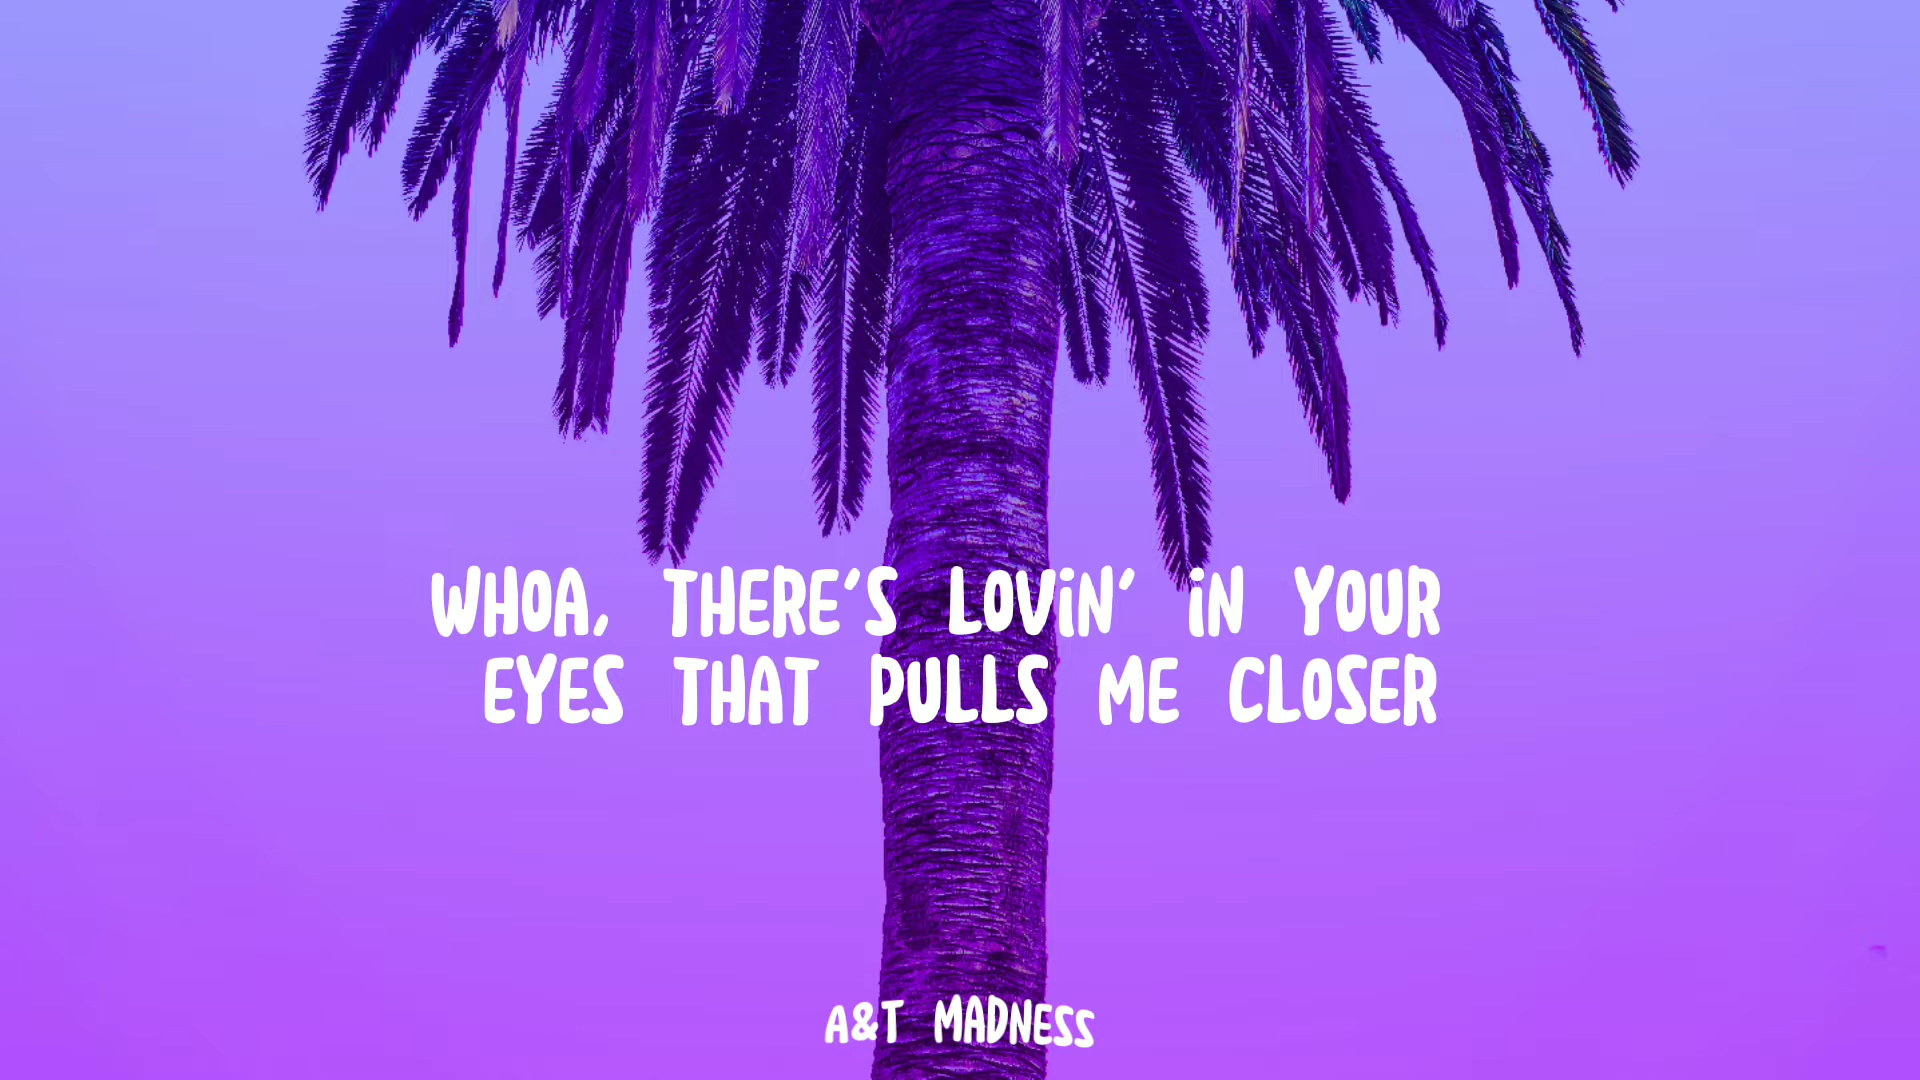 WHOA, THERE'S LOVIN' IN YOUR
EYES THAT PULLS ME CLOSER
A&T MADNESS